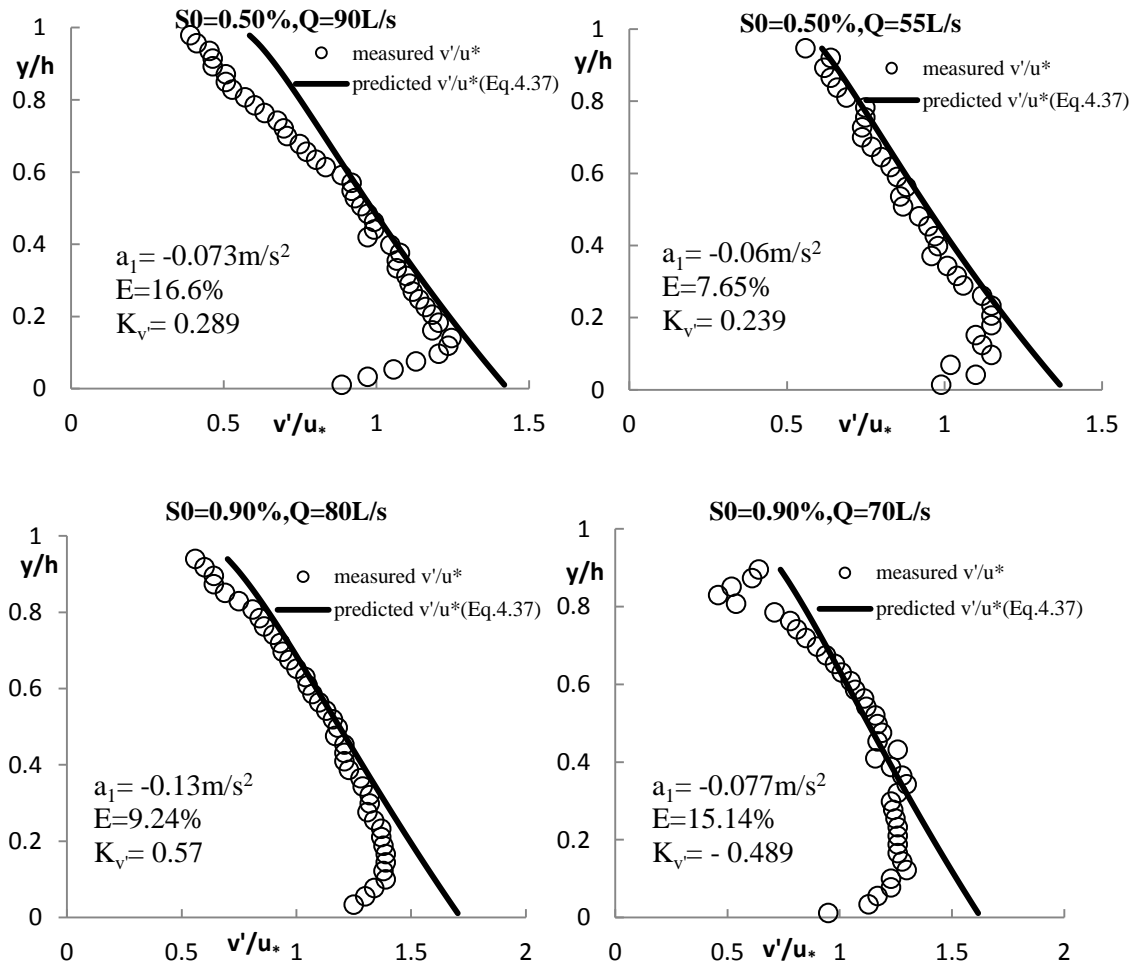 S0=0.50%,Q=90L/s
y/h
measured v'/u*
predicted v'/u*(Eq.4.37)
1
0.8
0.6
0.4
0.2
0
a₁= -0.073m/s²
E=16.6%
Kᵥ'= 0.289
0
0.5
1
1.5
v'/u*
S0=0.50%,Q=55L/s
y/h
measured v'/u*
predicted v'/u*(Eq.4.37)
1
0.8
0.6
0.4
0.2
0
a₁= -0.06m/s²
E=7.65%
Kᵥ'= 0.239
0
0.5
1
1.5
v'/u*
S0=0.90%,Q=80L/s
y/h
measured v'/u*
predicted v'/u*(Eq.4.37)
1
0.8
0.6
0.4
0.2
0
a₁= -0.13m/s²
E=9.24%
Kᵥ'= 0.57
0
0.5
1
1.5
2
v'/u*
S0=0.90%,Q=70L/s
y/h
measured v'/u*
predicted v'/u*(Eq.4.37)
1
0.8
0.6
0.4
0.2
0
a₁= -0.077m/s²
E=15.14%
Kᵥ'= - 0.489
0
0.5
1
1.5
2
v'/u*